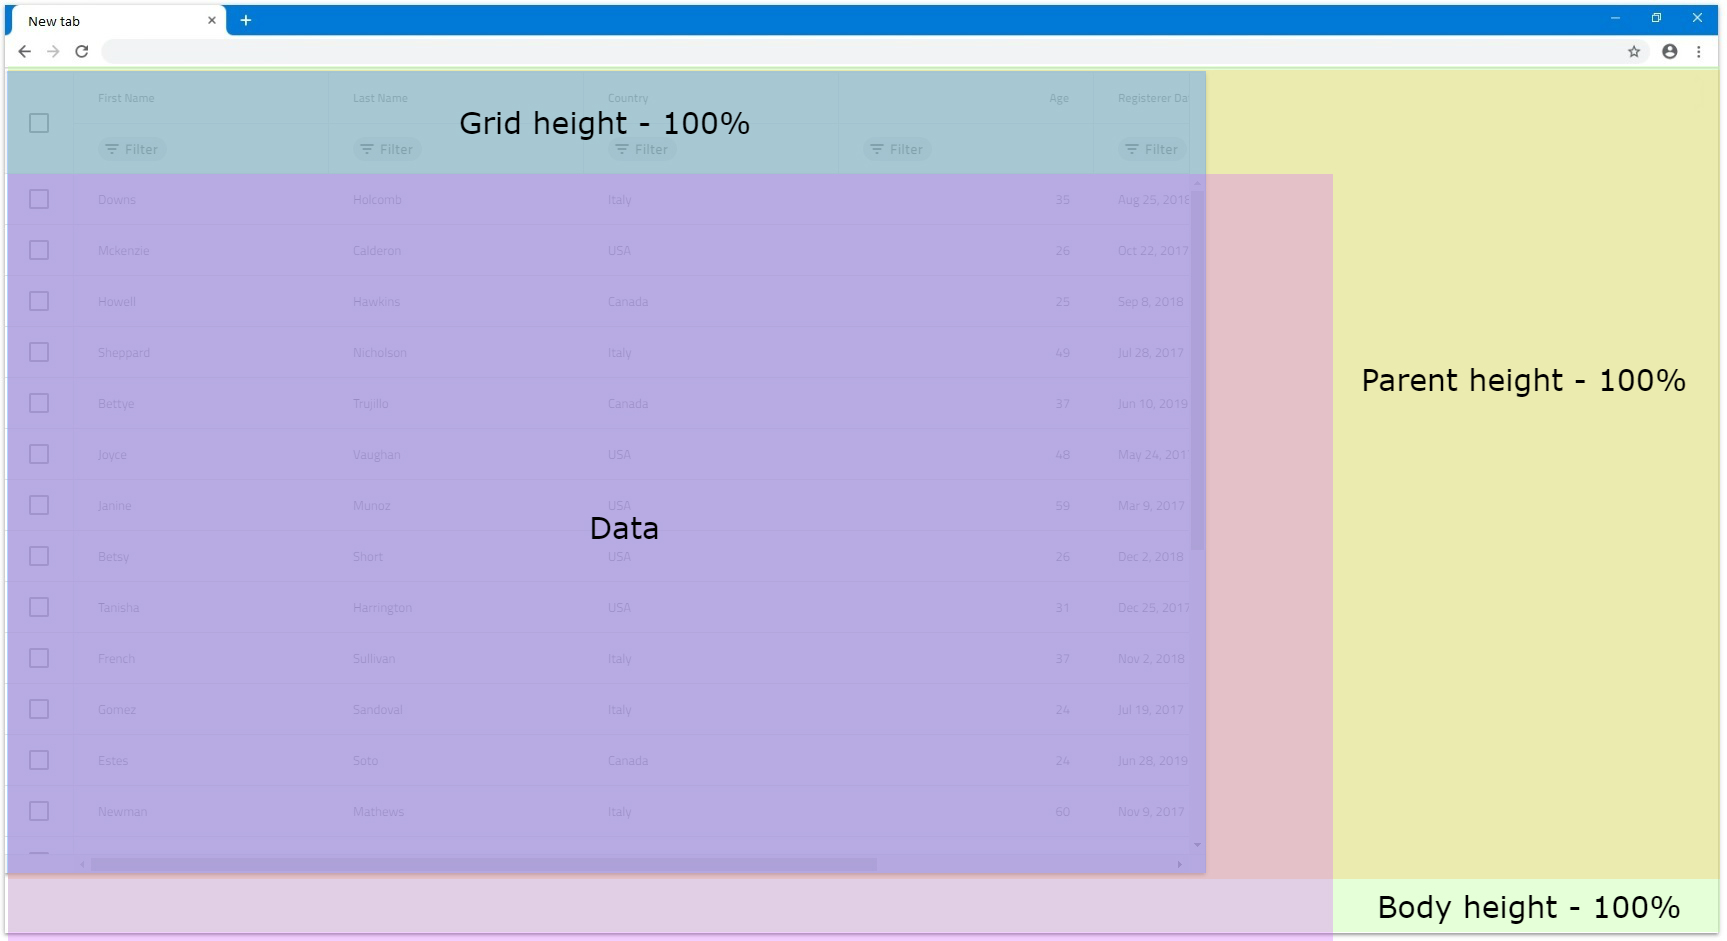 New tab
First Name Last Name Country Age Registerer Da
Grid height - 100%
Filter Filter Filter Filter Filter
Downs Holcomb Italy 35 Aug 25, 2018
Mckenzie Calderon USA 26 Oct 22, 2017
Howell Hawkins Canada 25 Sep 8, 2018
Sheppard Nicholson Italy 49 Jul 28, 2017
Parent height - 100%
Bettye Trujillo Canada 37 Jun 10, 2019
Joyce Vaughan USA 48 May 24, 201
Janine Munoz USA 59 Mar 9, 2017
Data
Betsy Short USA 26 Dec 2, 2018
Tanisha Harrington USA 31 Dec 25, 2017
French Sullivan Italy 37 Nov 2, 2018
Gomez Sandoval Italy 24 Jul 19, 2017
Estes Soto Canada 24 Jun 28, 2019
Newman Mathews Italy 60 Nov 9, 2017
Body height - 100%